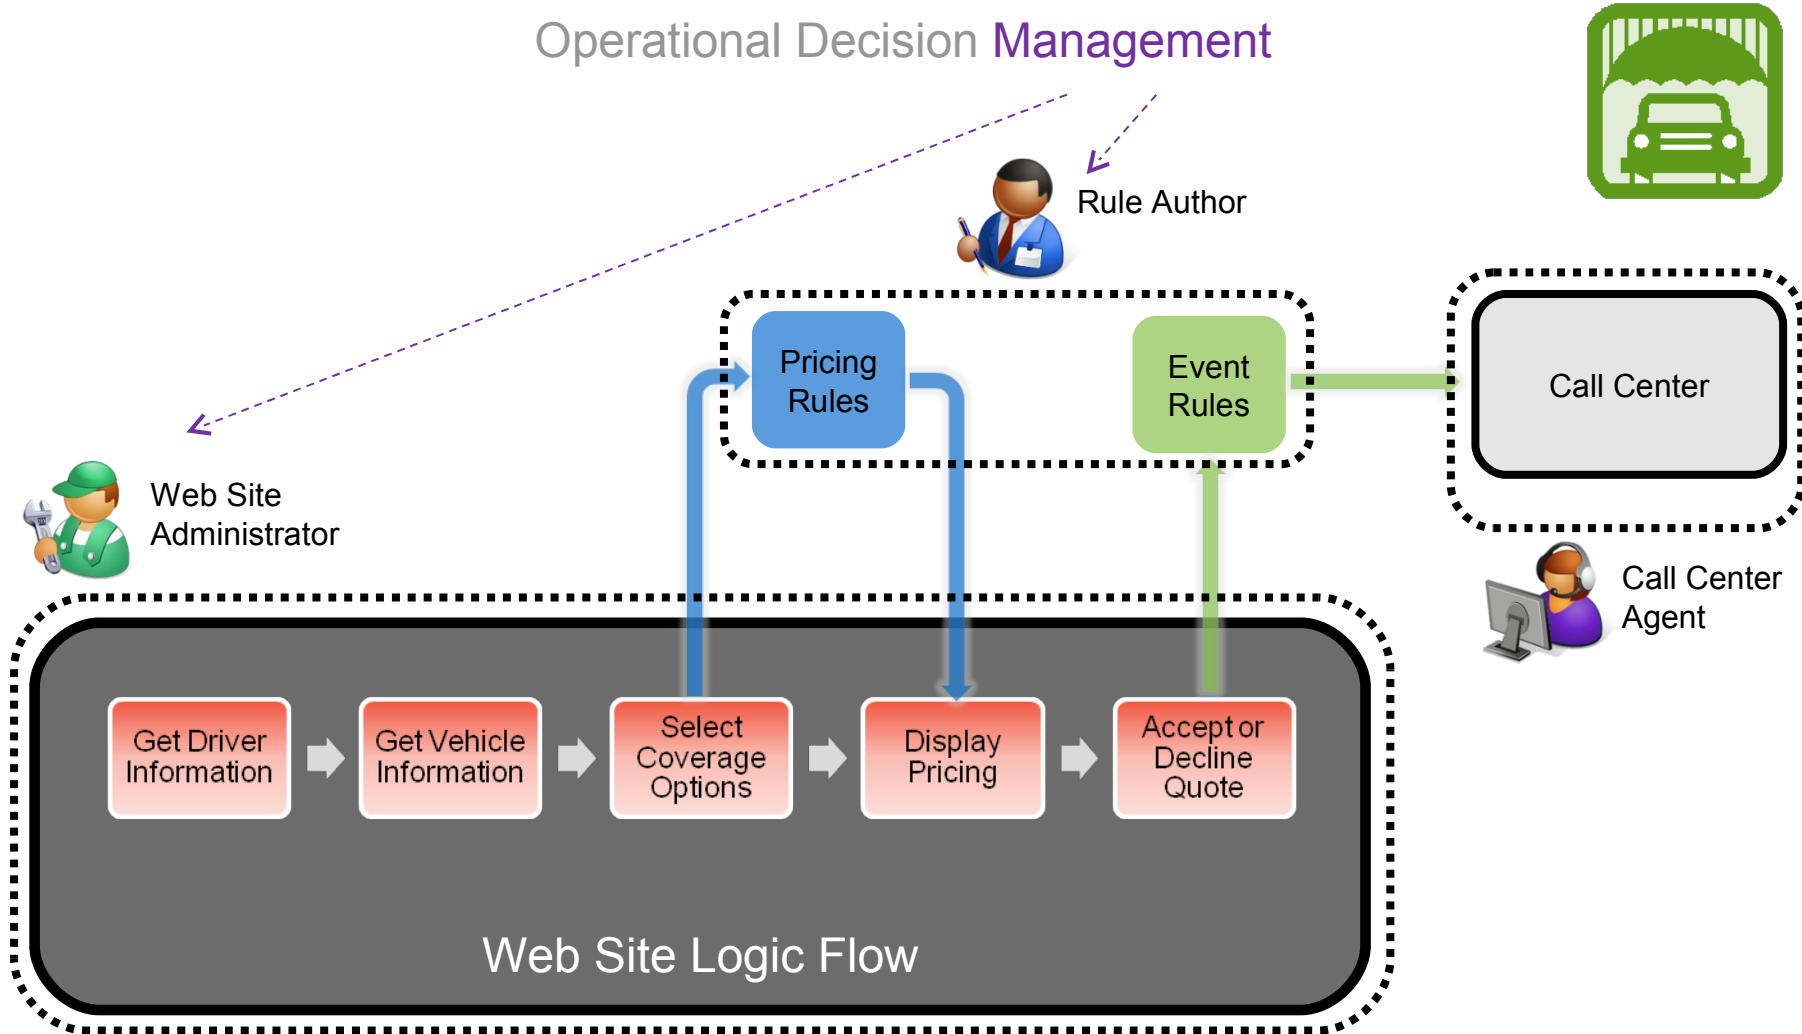 Operational Decision Management
Rule Author
Pricing
Rules
Event
Rules
Call Center
Web Site
Administrator
Call Center
Agent
Get Driver
Information
Get Vehicle
Information
Select
Coverage
Options
Display
Pricing
Accept or
Decline
Quote
Web Site Logic Flow